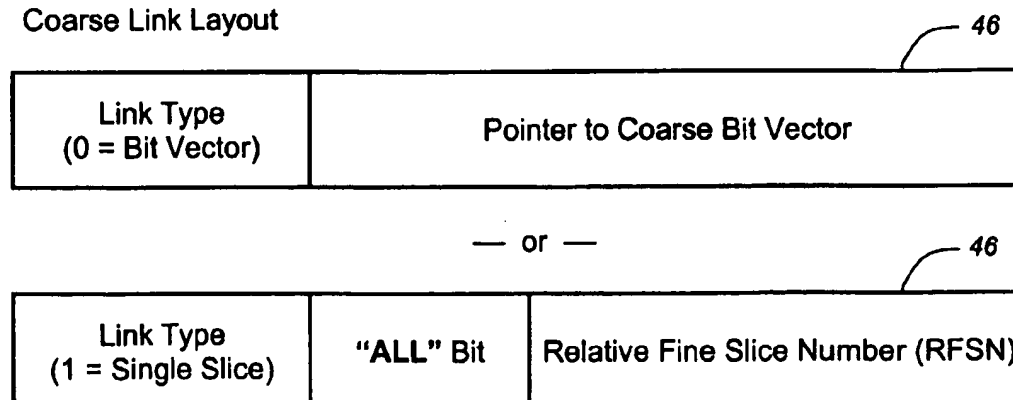 Coarse Link Layout
46
Link Type
(0 = Bit Vector)
Pointer to Coarse Bit Vector
— or —
46
Link Type
(1 = Single Slice)
“ALL” Bit
Relative Fine Slice Number (RFSN)